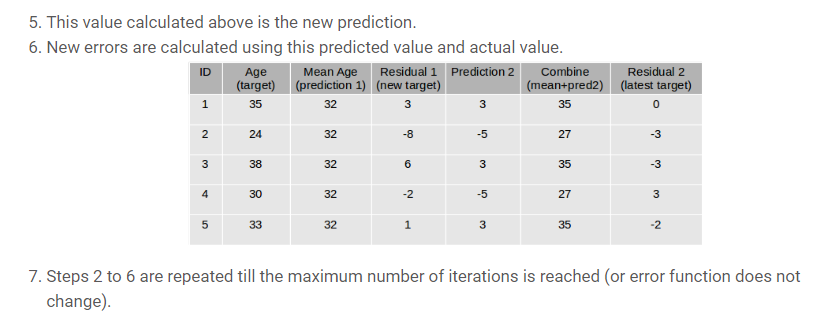 5. This value calculated above is the new prediction.
6. New errors are calculated using this predicted value and actual value.
ID Age (target) Mean Age (prediction 1) Residual 1 (new target) Prediction 2 Combine (mean+pred2) Residual 2 (latest target)
1 35 32 3 3 35 0
2 24 32 -8 -5 27 -3
3 38 32 6 3 35 -3
4 30 32 -2 -5 27 3
5 33 32 1 3 35 -2
7. Steps 2 to 6 are repeated till the maximum number of iterations is reached (or error function does not
change).